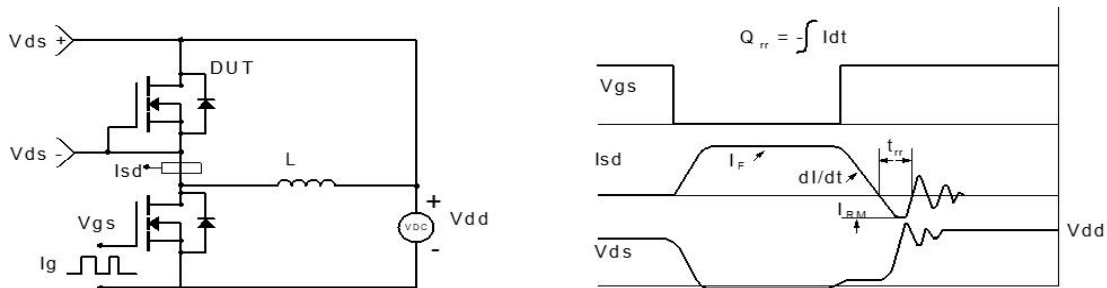 Vds +
DUT
Vds -
Isd
L
Vgs
Ig
+
VDC
-
Vdd
Q rr = -∫ Idt
Vgs
Isd
I F
dI/dt
t rr
I RM
Vds
Vdd